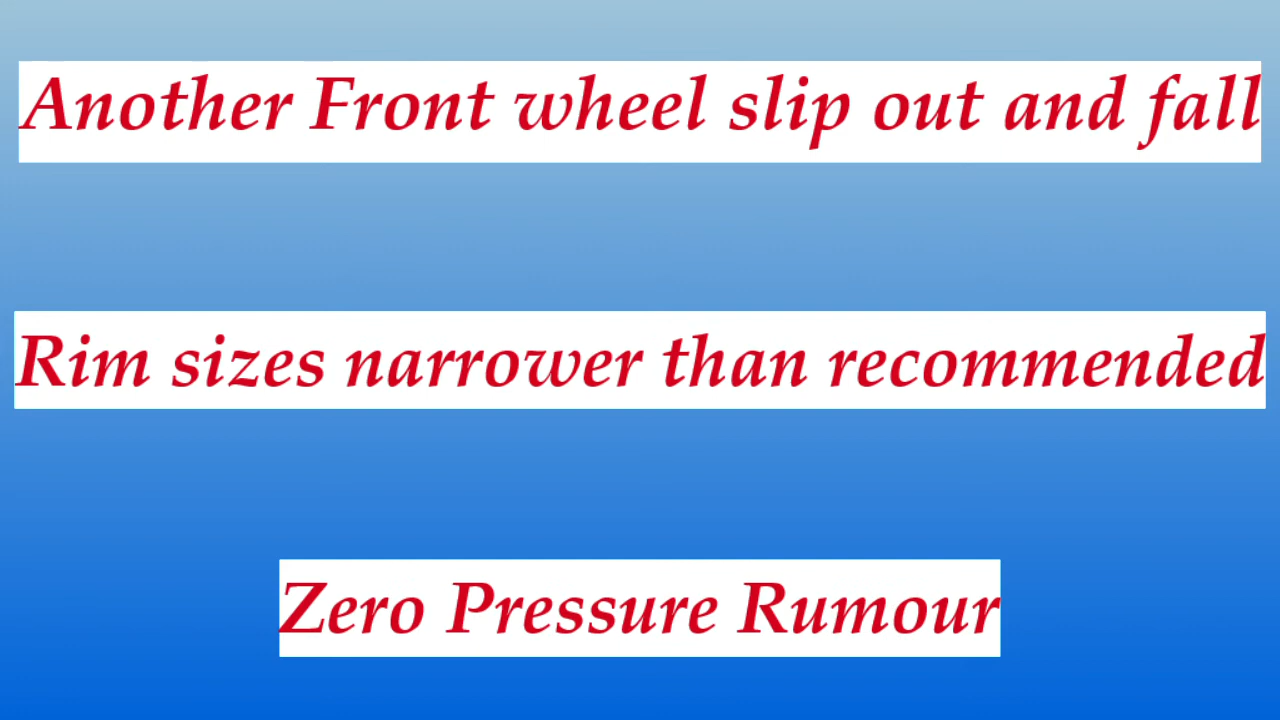 Another Front wheel slip out and fall
Rim sizes narrower than recommended
Zero Pressure Rumour